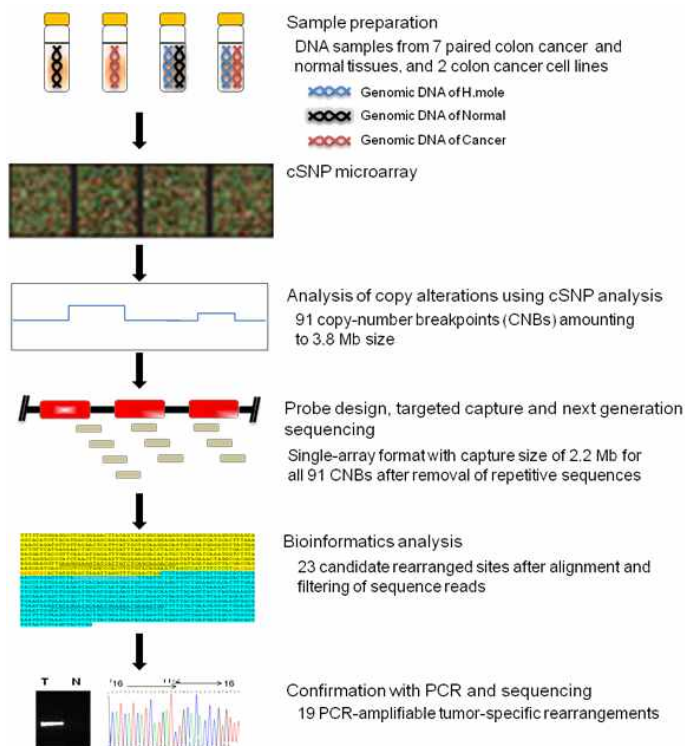 Sample preparation
DNA samples from 7 paired colon cancer and
normal tissues, and 2 colon cancer cell lines
Genomic DNA of H.mole
Genomic DNA of Normal
Genomic DNA of Cancer
cSNP microarray
Analysis of copy alterations using cSNP analysis
91 copy-number breakpoints (CNBs) amounting
to 3.8 Mb size
Probe design, targeted capture and next generation
sequencing
Single-array format with capture size of 2.2 Mb for
all 91 CNBs after removal of repetitive sequences
Bioinformatics analysis
23 candidate rearranged sites after alignment and
filtering of sequence reads
T N
16
Confirmation with PCR and sequencing
19 PCR-amplifiable tumor-specific rearrangements